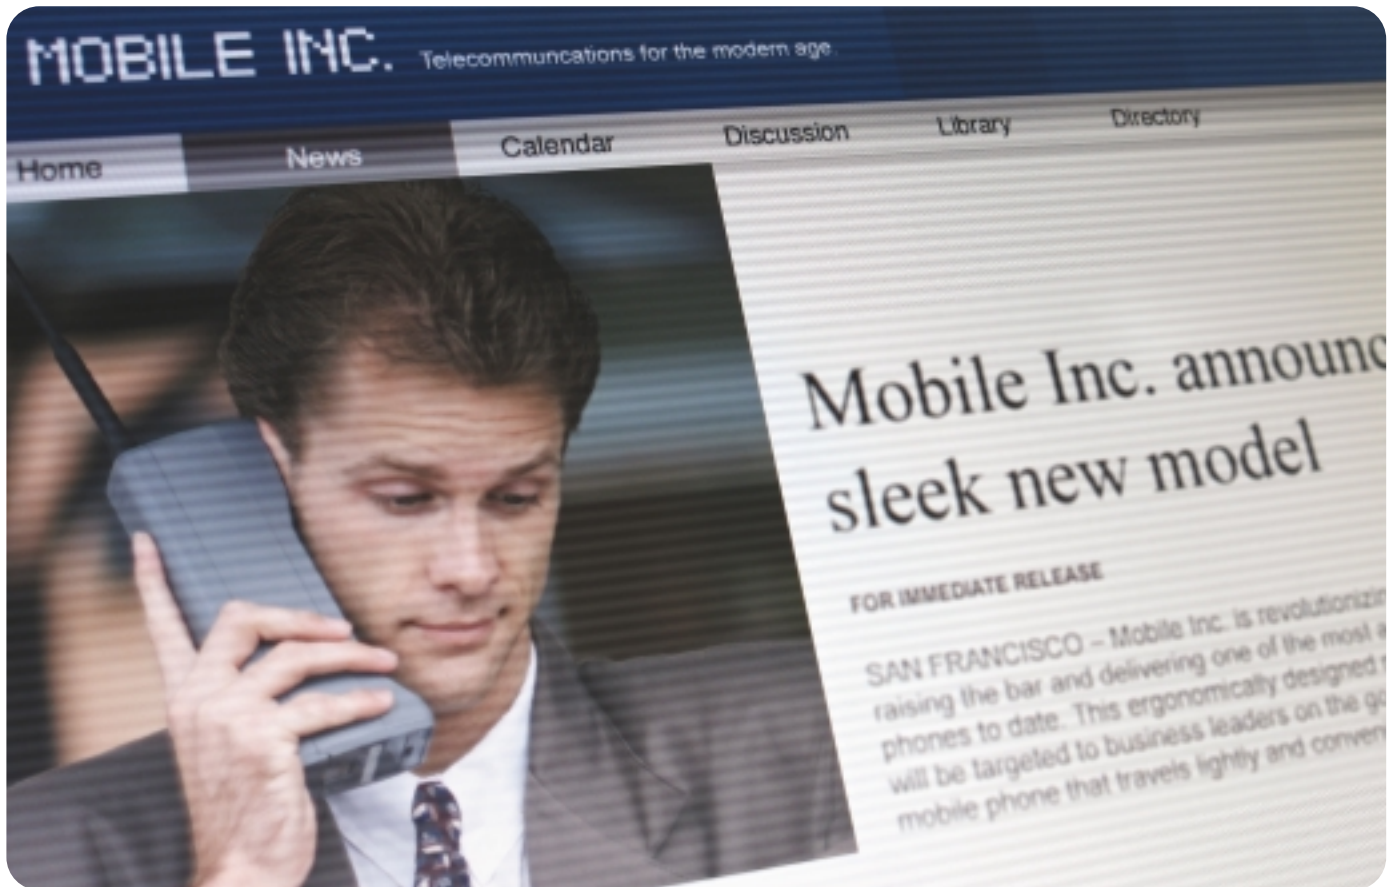 MOBILE INC. Telecommuncations for the modern age.
Home News Calendar Discussion Library Directory
Mobile Inc. announc
sleek new model
FOR IMMEDIATE RELEASE
SAN FRANCISCO – Mobile Inc. is revolutionizin
raising the bar and delivering one of the most a
phones to date. This ergonomically designed
will be targeted to business leaders on the go
mobile phone that travels lightly and conven